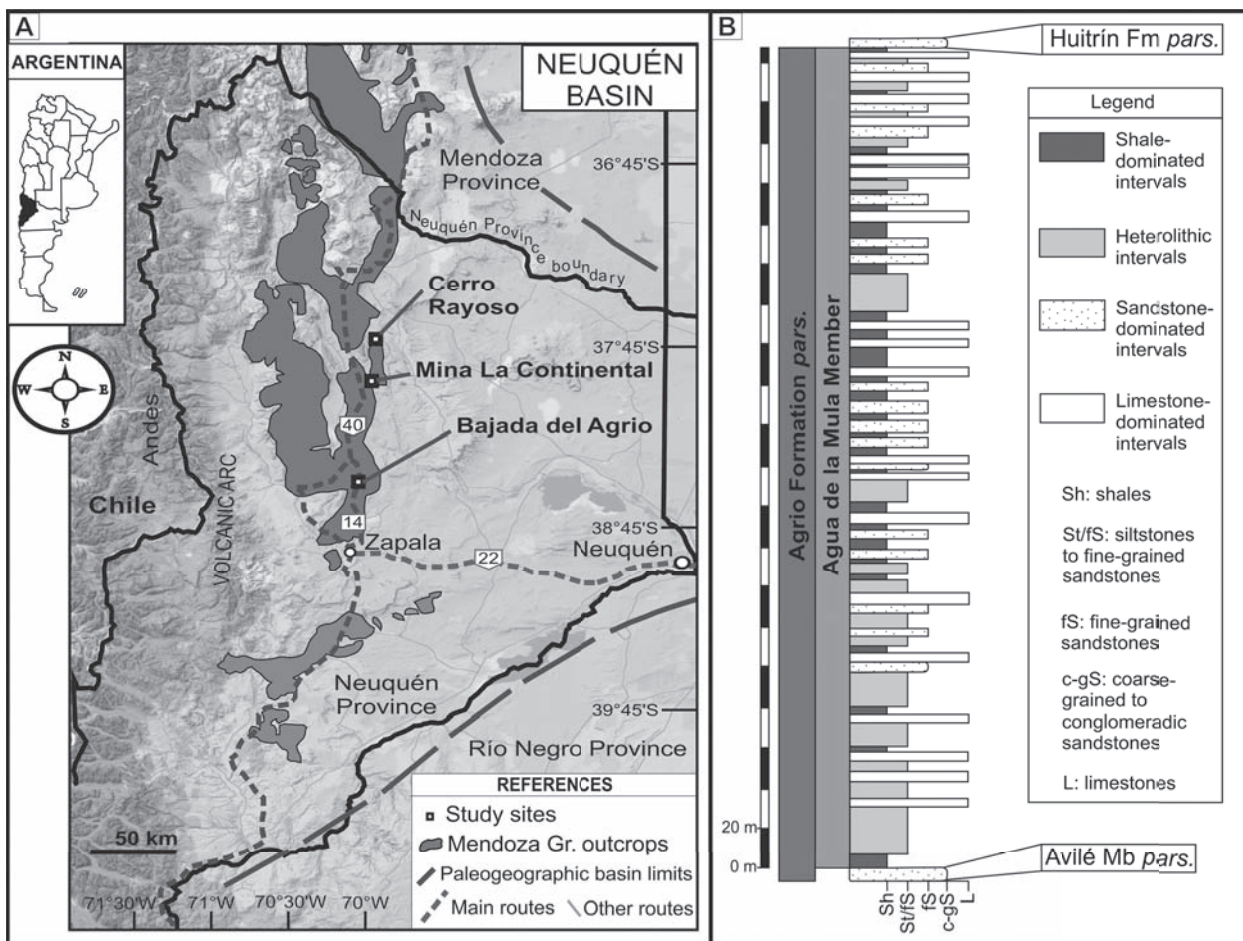 A
ARGENTINA
NEUQUÉN
BASIN
Mendoza
Province
36°45'S
Neuquén Province boundary
Cerro
Rayoso
37°45'S
Mina La Continental
N
W
E
S
Bajada del Agrio
40
Andes
Chile
VOLCANIC ARC
14
38°45'S
Zapala
22
Neuquén
Neuquén
Province
39°45'S
Río Negro Province
REFERENCES
Study sites
50 km
Mendoza Gr. outcrops
Paleogeographic basin limits
Main routes
Other routes
71°30'W
71°W
70°30'W
70°W
B
Huitrín Fm pars.
Agrio Formation pars.
Agua de la Mula Member
20 m
0 m
Sh
St/fS
fS
c-gS
L
Avilé Mb pars.
Legend
Shale-
dominated
intervals
Heterolithic
intervals
Sandstone-
dominated
intervals
Limestone-
dominated
intervals
Sh: shales
St/fS: siltstones
to fine-grained
sandstones
fS: fine-grained
sandstones
c-gS: coarse-
grained to
conglomeradic
sandstones
L: limestones